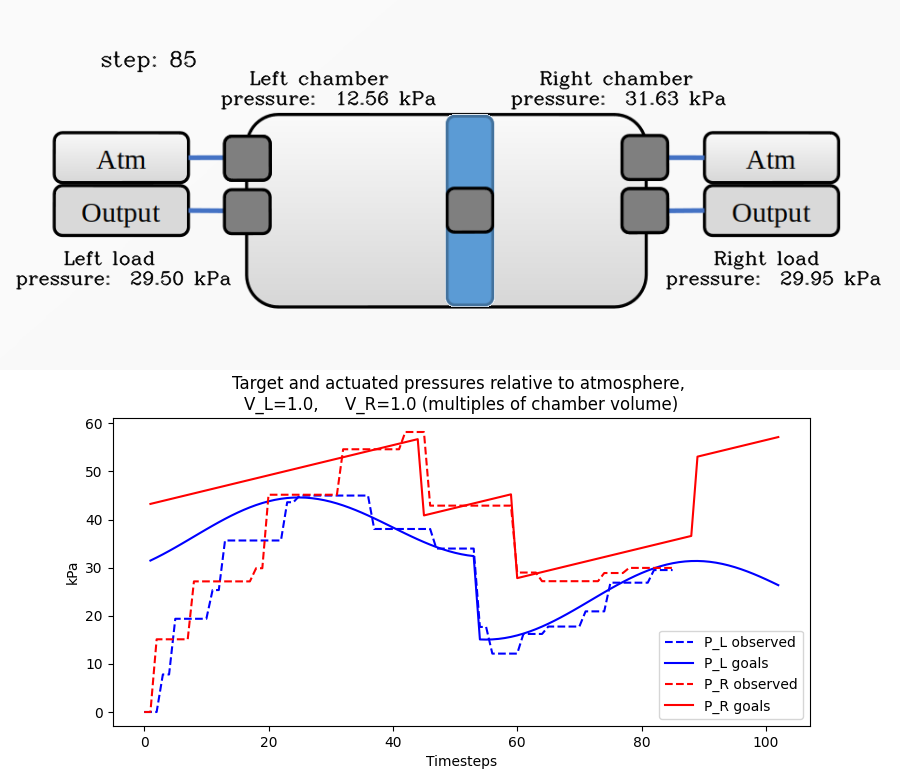 step: 85
Left chamber
pressure: 12.56 kPa
Right chamber
pressure: 31.63 kPa
Atm
Output
Atm
Output
Left load
pressure: 29.50 kPa
Right load
pressure: 29.95 kPa
Target and actuated pressures relative to atmosphere,
V_L=1.0, V_R=1.0 (multiples of chamber volume)
60
50
40
30
20
10
0
kPa
0 20 40 60 80 100
Timesteps
P_L observed
P_L goals
P_R observed
P_R goals